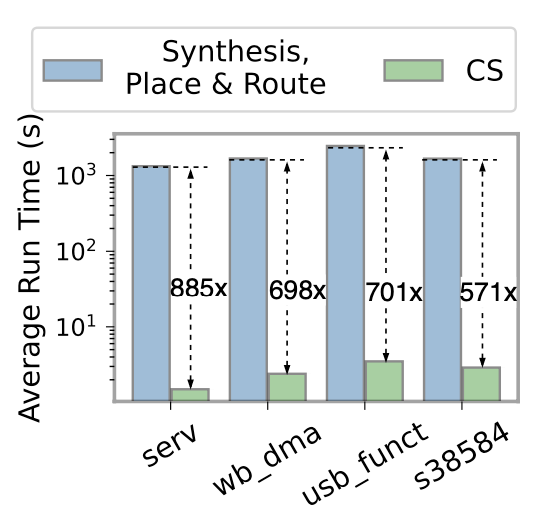 Synthesis,
Place & Route
CS
Average Run Time (s)
10³
10²
10¹
885x
698x
701x
571x
serv
wb_dma
usb_funct
s38584